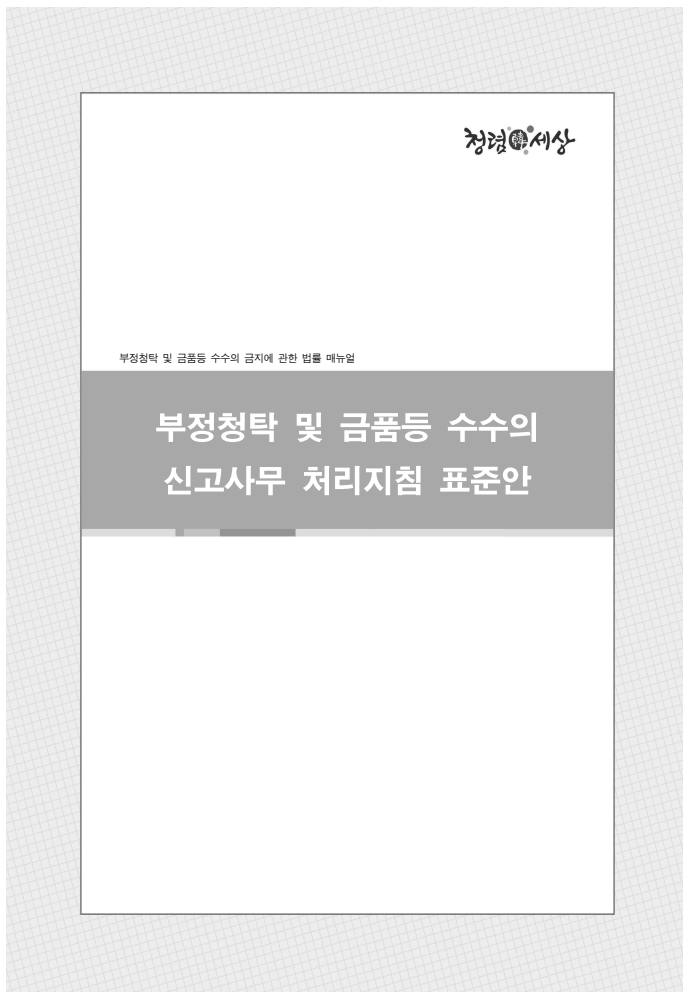 청렴韓세상
부정청탁 및 금품등 수수의 금지에 관한 법률 매뉴얼
부정청탁 및 금품등 수수의
신고사무 처리지침 표준안